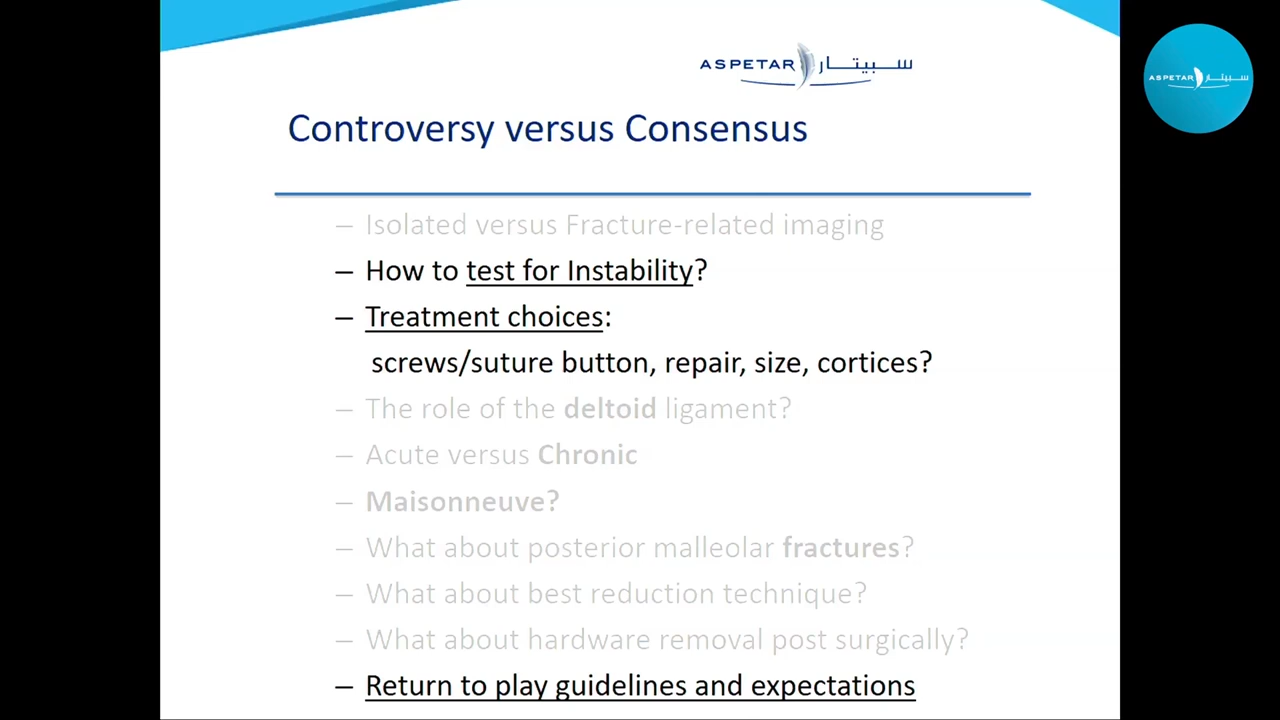 ASPETAR سبيتار
ASPETAR سبيتار
Controversy versus Consensus
– Isolated versus Fracture-related imaging
– How to test for Instability?
– Treatment choices:
screws/suture button, repair, size, cortices?
– The role of the deltoid ligament?
– Acute versus Chronic
– Maisonneuve?
– What about posterior malleolar fractures?
– What about best reduction technique?
– What about hardware removal post surgically?
– Return to play guidelines and expectations